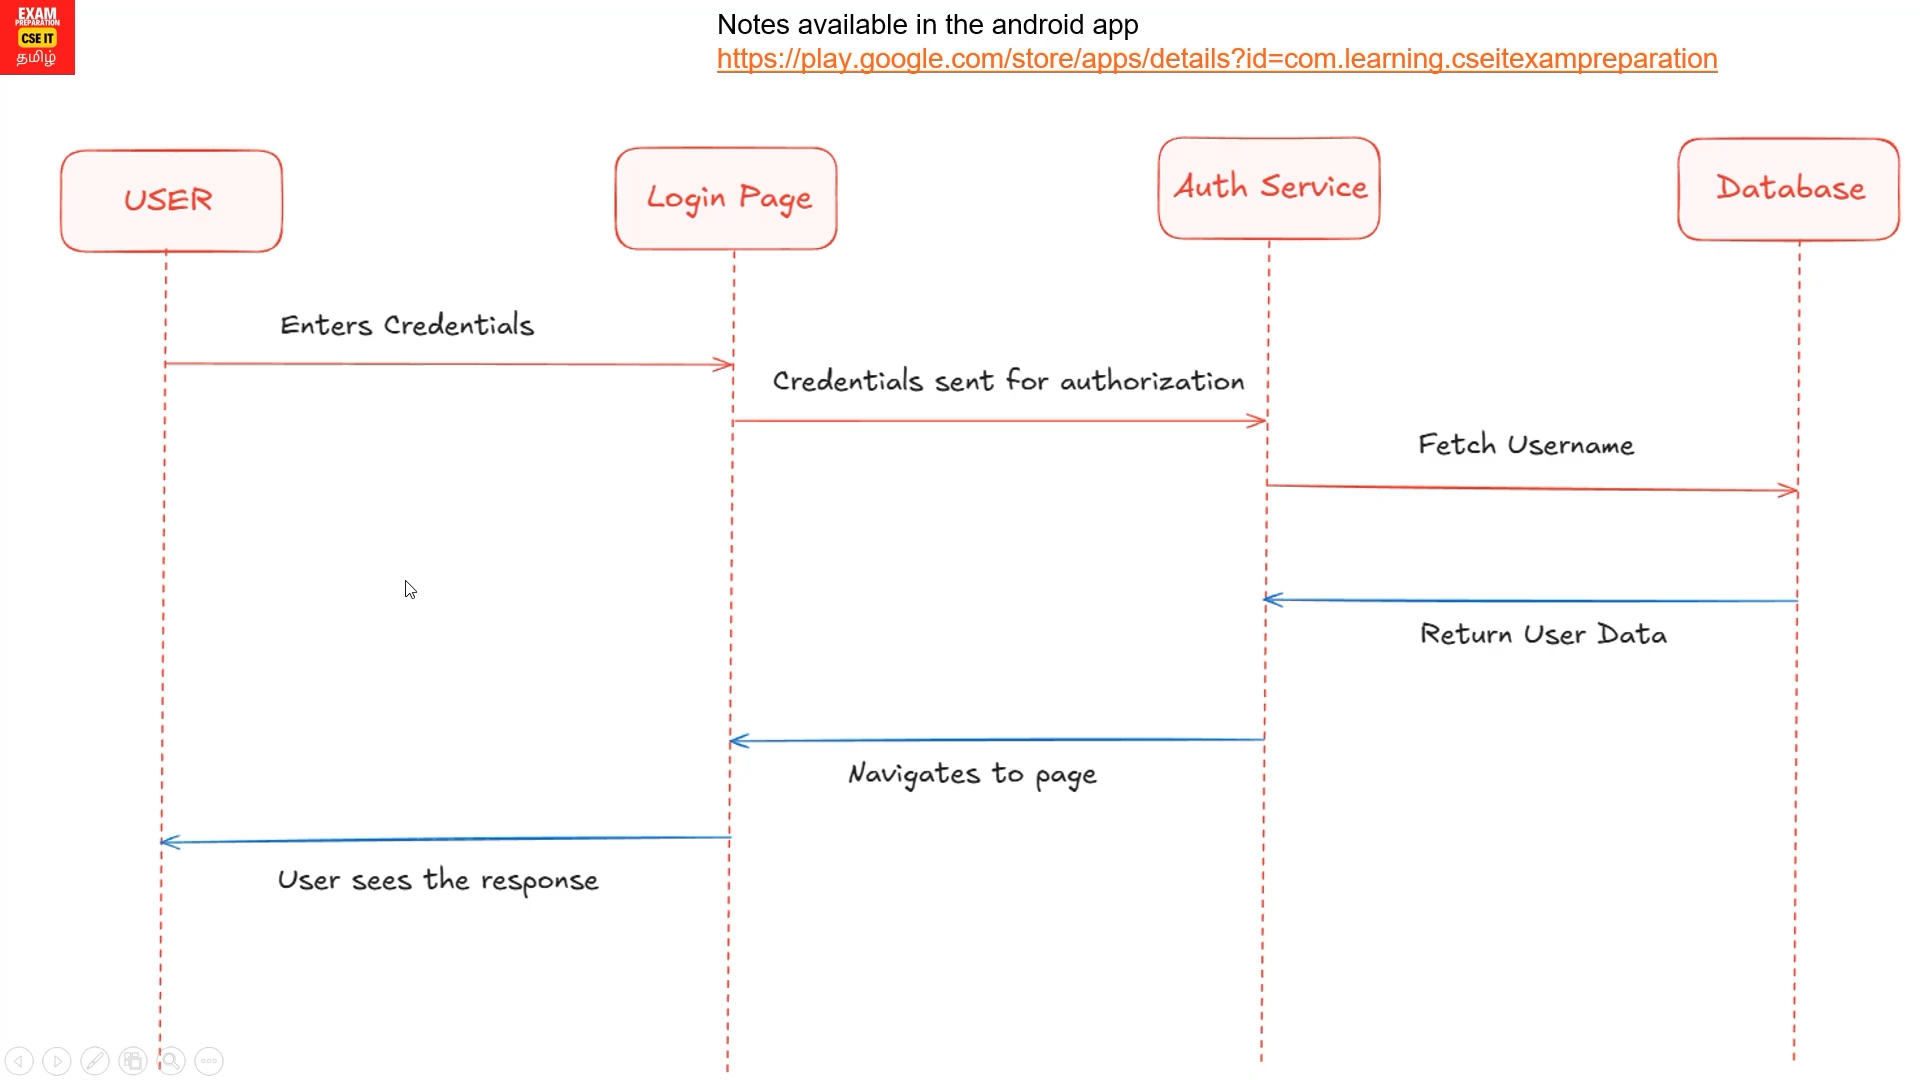 EXAM
PREPARATION
CSE IT
தமிழ்
Notes available in the android app
https://play.google.com/store/apps/details?id=com.learning.cseitexampreparation
USER
Login Page
Auth Service
Database
Enters Credentials
Credentials sent for authorization
Fetch Username
Return User Data
Navigates to page
User sees the response